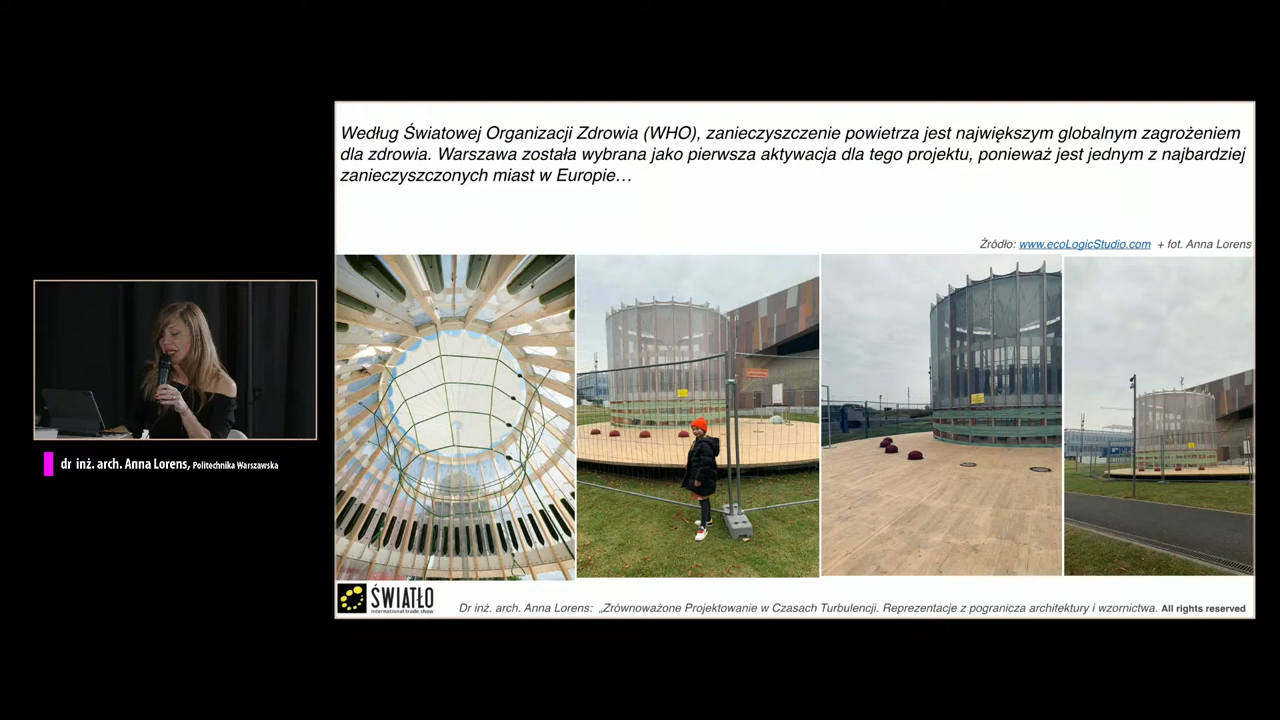 Według Światowej Organizacji Zdrowia (WHO), zanieczyszczenie powietrza jest największym globalnym zagrożeniem
dla zdrowia. Warszawa została wybrana jako pierwsza aktywacja dla tego projektu, ponieważ jest jednym z najbardziej
zanieczyszczonych miast w Europie…
Źródło: www.ecoLogicStudio.com + fot. Anna Lorens
dr inż. arch. Anna Lorens, Politechnika Warszawska
ŚWIATŁO
international trade show
Dr inż. arch. Anna Lorens: „Zrównoważone Projektowanie w Czasach Turbulencji. Reprezentacje z pogranicza architektury i wzornictwa. All rights reserved